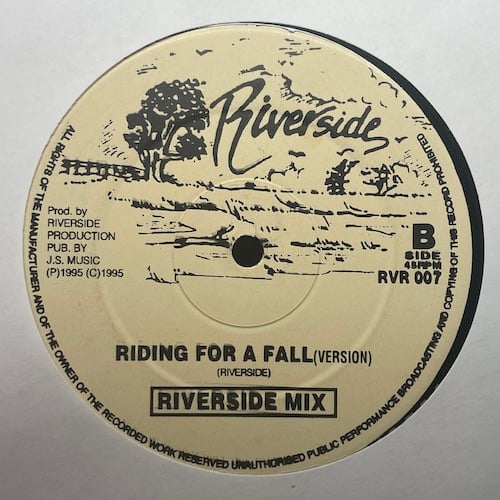 Riverside
Prod. by
RIVERSIDE
PRODUCTION
PUB. BY
J.S. MUSIC
(P)1995 (C)1995
B
SIDE
45RPM
RVR 007
RIDING FOR A FALL (VERSION)
(RIVERSIDE)
RIVERSIDE MIX
ALL RIGHTS OF THE MANUFACTURER AND OF THE OWNER OF THE RECORDED WORK RESERVED UNAUTHORISED PUBLIC PERFORMANCE BROADCASTING AND COPYING OF THIS RECORD PROHIBITED